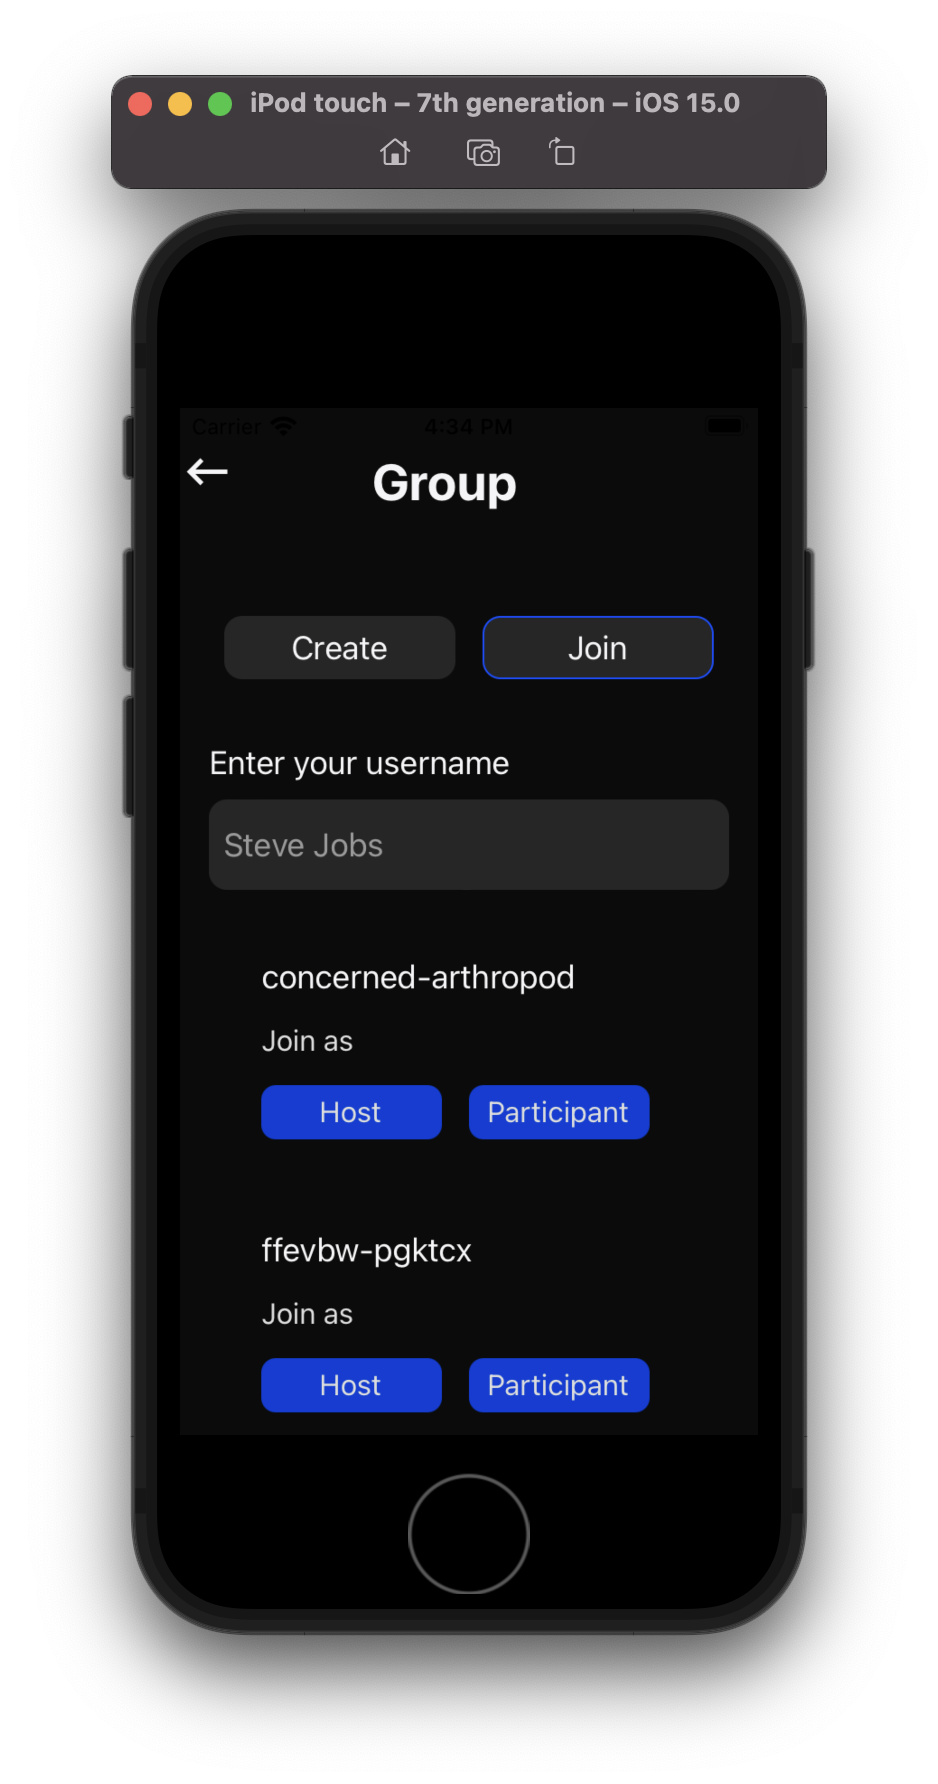 iPod touch – 7th generation – iOS 15.0
Carrier 4:34 PM
Group
Create Join
Enter your username
Steve Jobs
concerned-arthropod
Join as
Host Participant
ffevbw-pgktcx
Join as
Host Participant